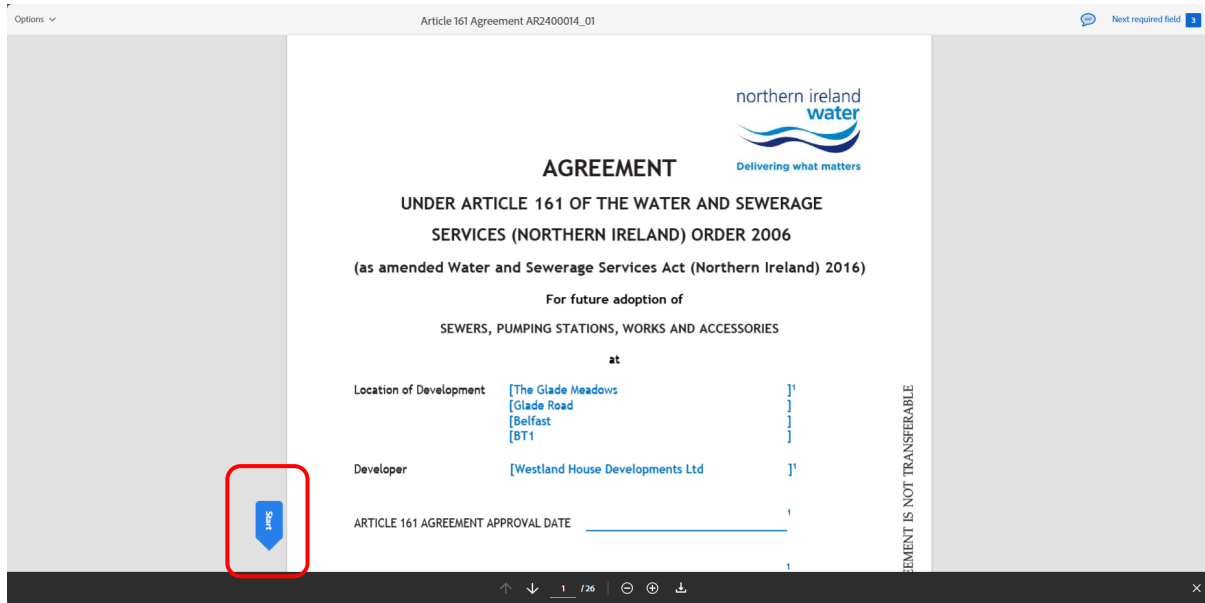 Options
Article 161 Agreement AR2400014_01
Next required field 3
northern ireland
water
Delivering what matters
AGREEMENT
UNDER ARTICLE 161 OF THE WATER AND SEWERAGE
SERVICES (NORTHERN IRELAND) ORDER 2006
(as amended Water and Sewerage Services Act (Northern Ireland) 2016)
For future adoption of
SEWERS, PUMPING STATIONS, WORKS AND ACCESSORIES
at
Location of Development [The Glade Meadows ]¹
[Glade Road ]
[Belfast ]
[BT1 ]
Developer [Westland House Developments Ltd ]¹
ARTICLE 161 AGREEMENT APPROVAL DATE ¹
1
EEMENT IS NOT TRANSFERABLE
Start
1 /26